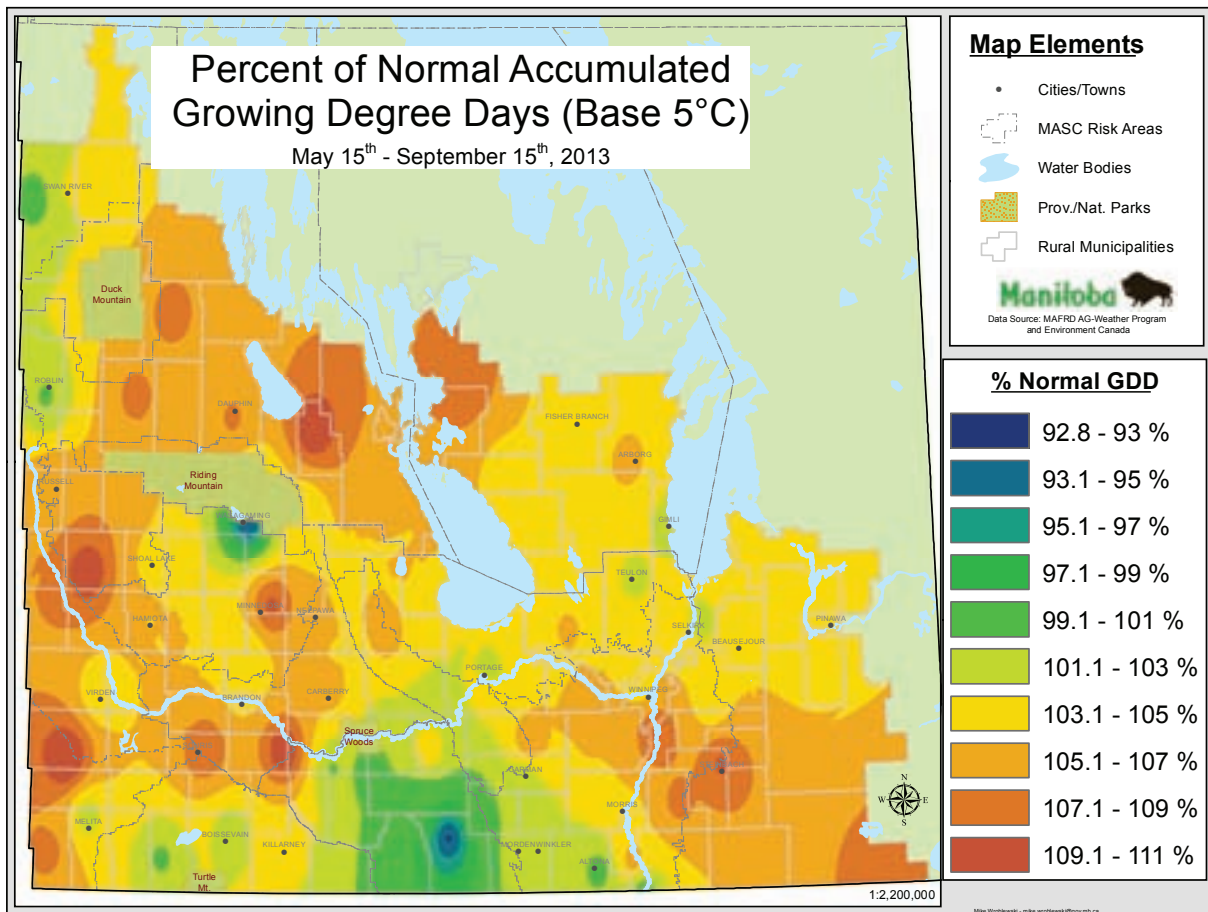 Percent of Normal Accumulated
Growing Degree Days (Base 5°C)
May 15th - September 15th, 2013
Map Elements
Cities/Towns
MASC Risk Areas
Water Bodies
Prov./Nat. Parks
Rural Municipalities
Manitoba
Data Source: MAFRD AG-Weather Program
and Environment Canada
% Normal GDD
92.8 - 93 %
93.1 - 95 %
95.1 - 97 %
97.1 - 99 %
99.1 - 101 %
101.1 - 103 %
103.1 - 105 %
105.1 - 107 %
107.1 - 109 %
109.1 - 111 %
SWAN RIVER
Duck
Mountain
ROBLIN
DAUPHIN
FISHER BRANCH
ARBORG
Riding
Mountain
RUSSELL
GIMLI
SHOAL LAKE
TEULON
HAMIOTA
NEEPAWA
SELKIRK
PINAWA
BEAUSEJOUR
PORTAGE
VIRDEN
BRANDON
CARBERRY
WINNIPEG
Spruce
Woods
CARMAN
MORRIS
MELITA
BOISSEVAIN
KILLARNEY
MORDEN
WINKLER
ALTONA
Turtle
Mt.
N
W E
S
1:2,200,000